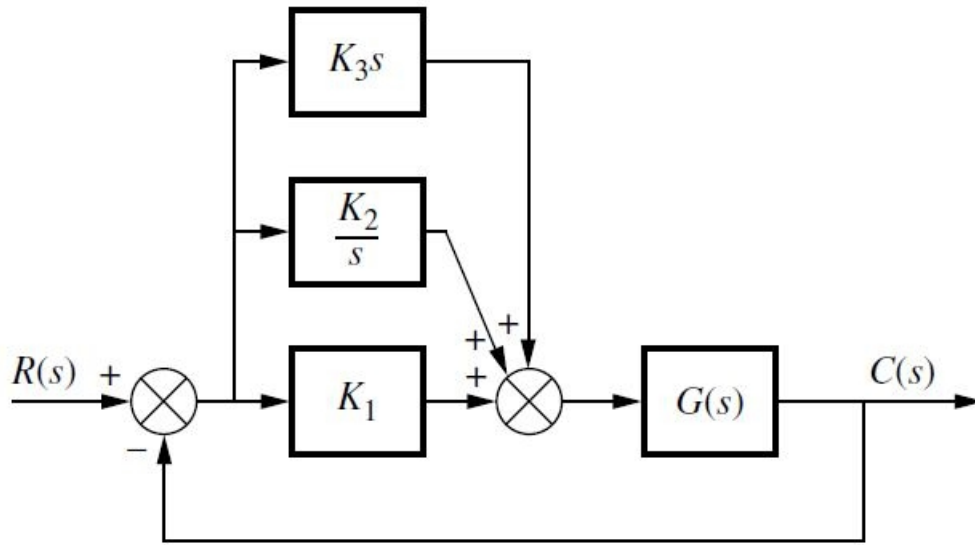 K₃s
K₂
s
+
+
R(s)
+
+
K₁
G(s)
C(s)
−